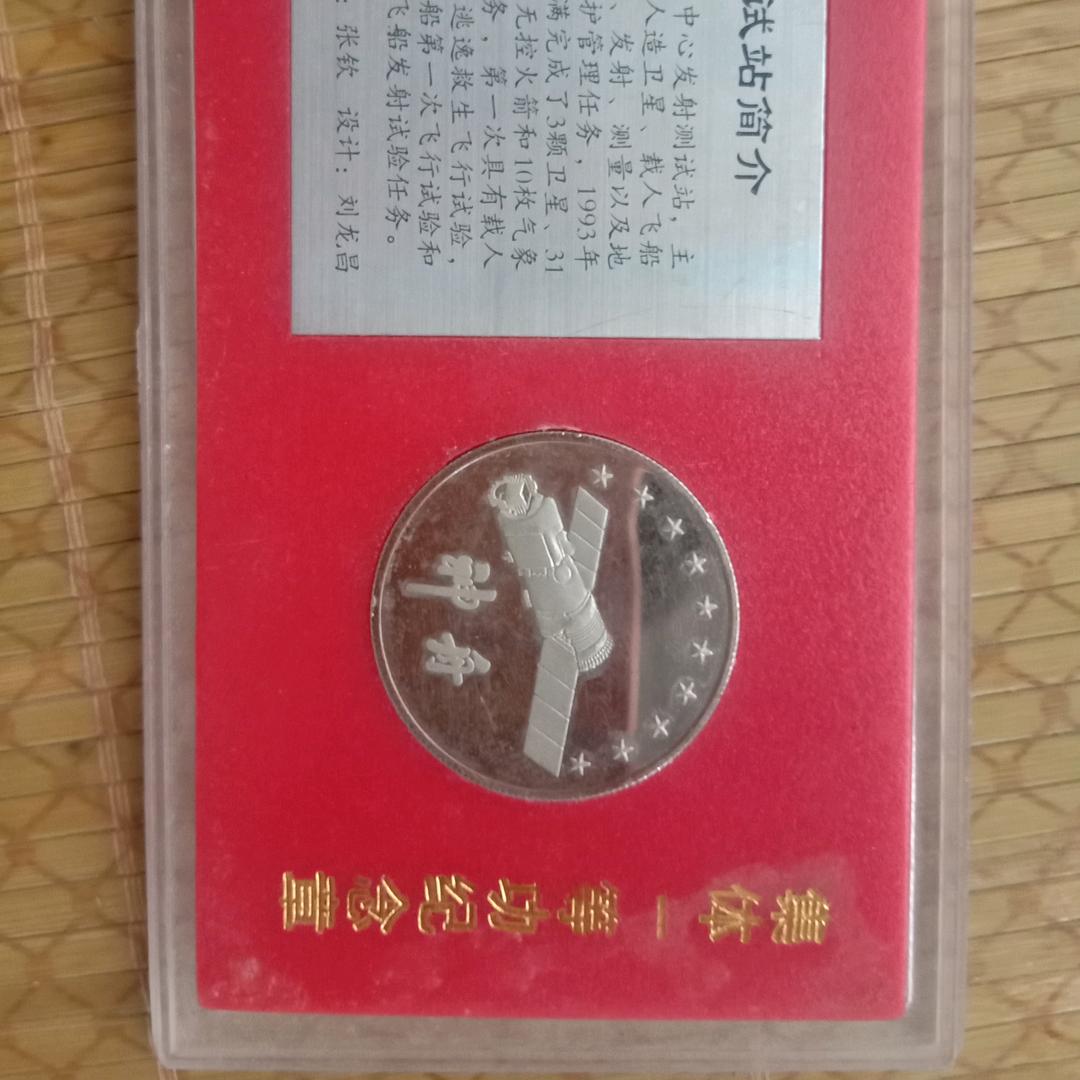 试站简介
中心发射测试站，主
人造卫星、载人飞船
、发射、测量以及地
护管理任务，1993年
满完成了3颗卫星、31
无控火箭和10枚气象
务，第一次具有载人
逃逸救生飞行试验，
船第一次飞行试验和
飞船发射试验任务。
：张钦 设计：刘龙昌
神舟
集体一等功纪念章